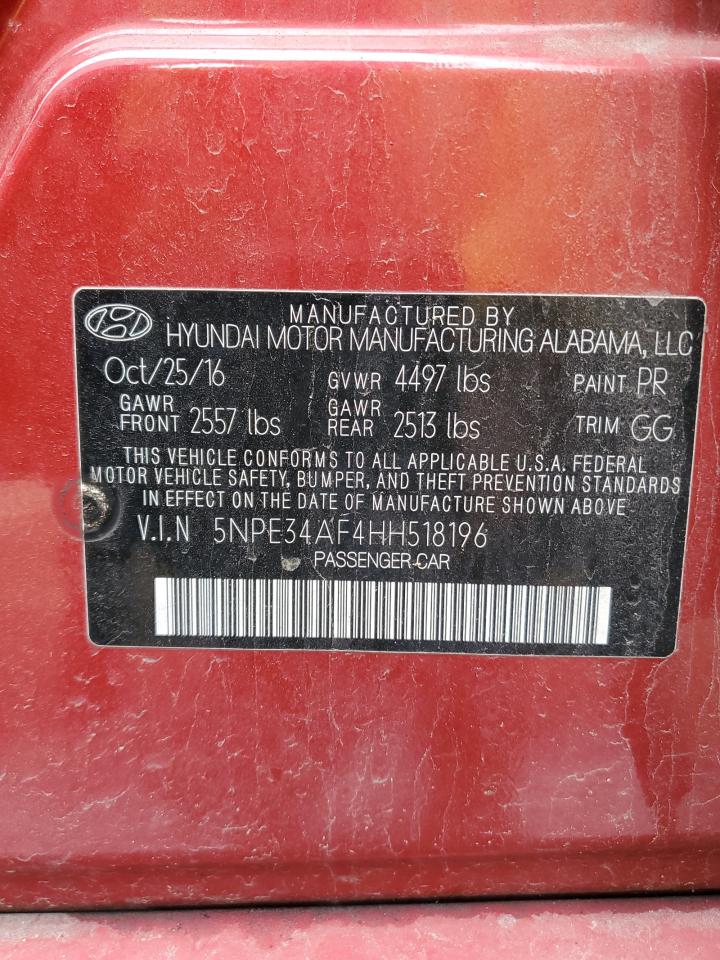 MANUFACTURED BY
HYUNDAI MOTOR MANUFACTURING ALABAMA, LLC
Oct/25/16 GVWR 4497 lbs PAINT PR
GAWR FRONT 2557 lbs GAWR REAR 2513 lbs TRIM GG
THIS VEHICLE CONFORMS TO ALL APPLICABLE U.S.A. FEDERAL
MOTOR VEHICLE SAFETY, BUMPER, AND THEFT PREVENTION STANDARDS
IN EFFECT ON THE DATE OF MANUFACTURE SHOWN ABOVE
V.I.N 5NPE34AF4HH518196
PASSENGER CAR